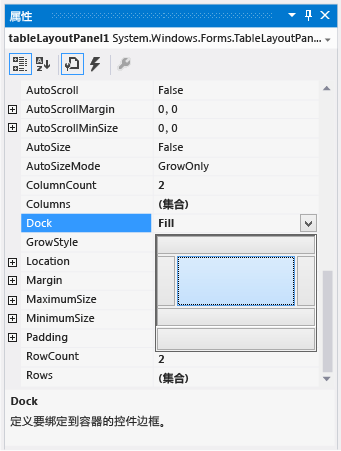 属性
tableLayoutPanel1 System.Windows.Forms.TableLayoutPan...
AutoScroll False
AutoScrollMargin 0, 0
AutoScrollMinSize 0, 0
AutoSize False
AutoSizeMode GrowOnly
ColumnCount 2
Columns (集合)
Dock Fill
GrowStyle
Location
Margin
MaximumSize
MinimumSize
Padding
RowCount 2
Rows (集合)
Dock
定义要绑定到容器的控件边框。